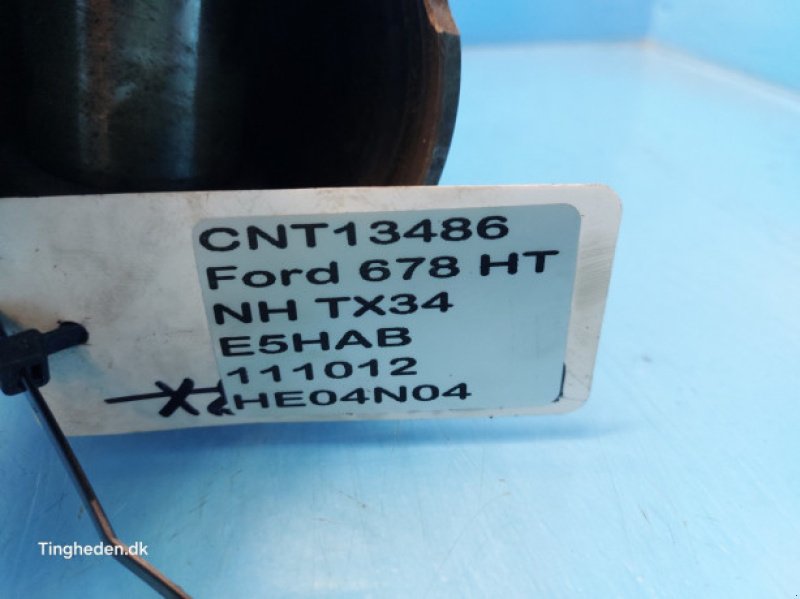 CNT13486
Ford 678 HT
NH TX34
E5HAB
111012
HE04N04
Tingheden.dk